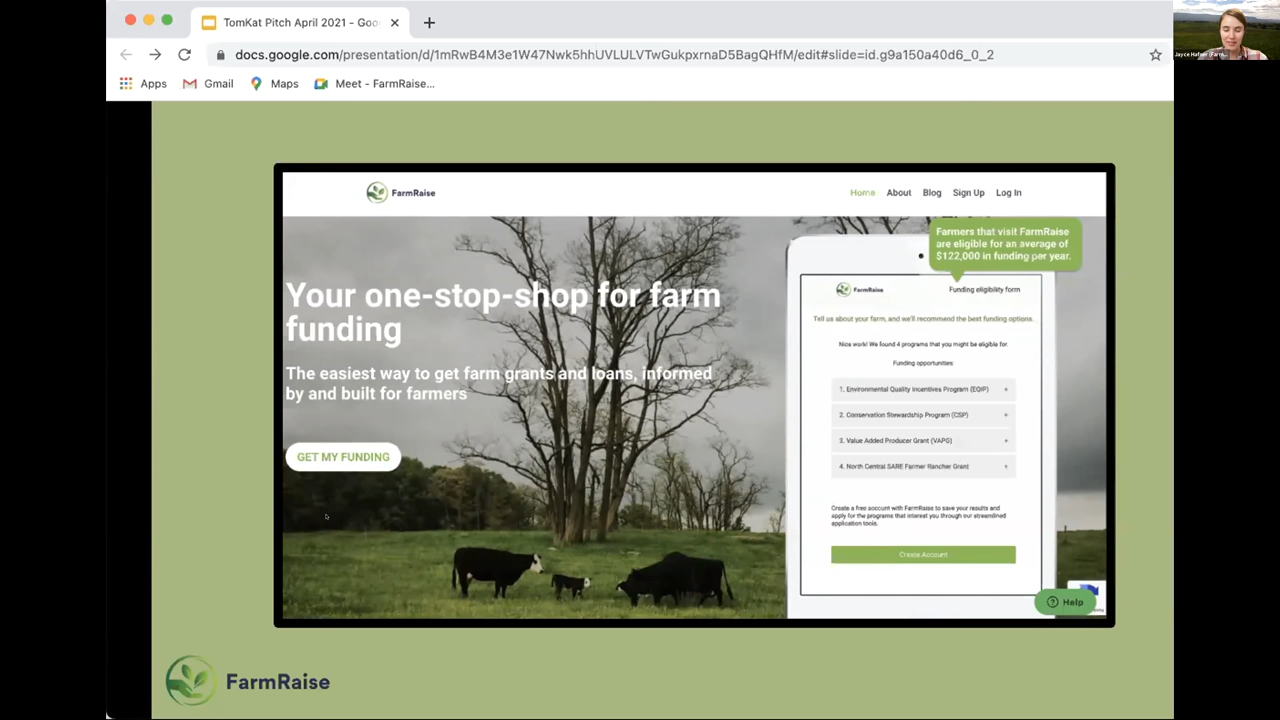 TomKat Pitch April 2021 - Goo
docs.google.com/presentation/d/1mRwB4M3e1WV7Nwk5hhUVLULVTwGukpxrnaD5BagQHfM/edit#slide=id.g9a150a40d6_0_2
Apps
Gmail
Maps
Meet - FarmRaise...
FarmRaise
Home
About
Blog
Sign Up
Log In
Farmers that visit FarmRaise
are eligible for an average of
$122,000 in funding per year.
Your one-stop-shop for farm
funding
The easiest way to get farm grants and loans, informed
by and built for farmers
GET MY FUNDING
FarmRaise
Funding eligibility form
Tell us about your farm, and we'll recommend the best funding options.
Nice work! We found 4 programs that you might be eligible for.
Funding opportunities:
1. Environmental Quality Incentives Program (EQIP) +
2. Conservation Stewardship Program (CSP) +
3. Value Added Producer Grant (VAPG) +
4. North Central SARE Farmer Rancher Grant +
Create a free account with FarmRaise to save your results and
apply for the programs that interest you through our streamlined
application tools.
Create Account
Help
FarmRaise